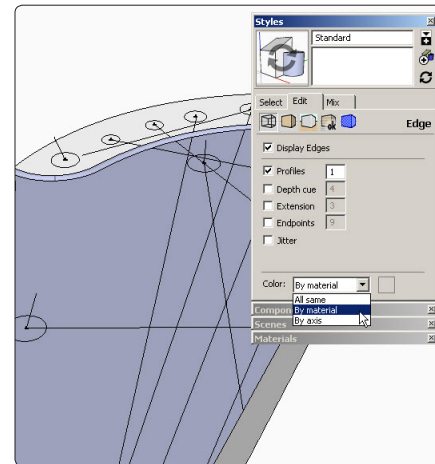 Styles
Standard
Select Edit Mix
Edge
Display Edges
Profiles 1
Depth cue 4
Extension 3
Endpoints 9
Jitter
Color: By material
All same
By material
By axis
Scenes
Materials